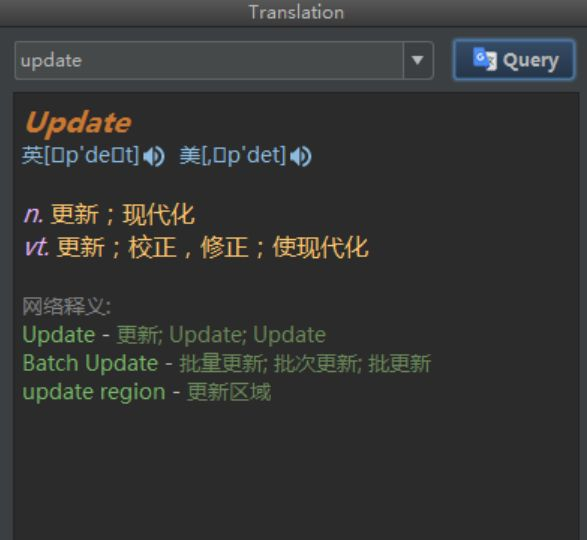 Translation
update
Query
Update
英[▯p'de▯t] 美[,▯p'det]
n. 更新；现代化
vt. 更新；校正，修正；使现代化
网络释义:
Update - 更新; Update; Update
Batch Update - 批量更新; 批次更新; 批更新
update region - 更新区域